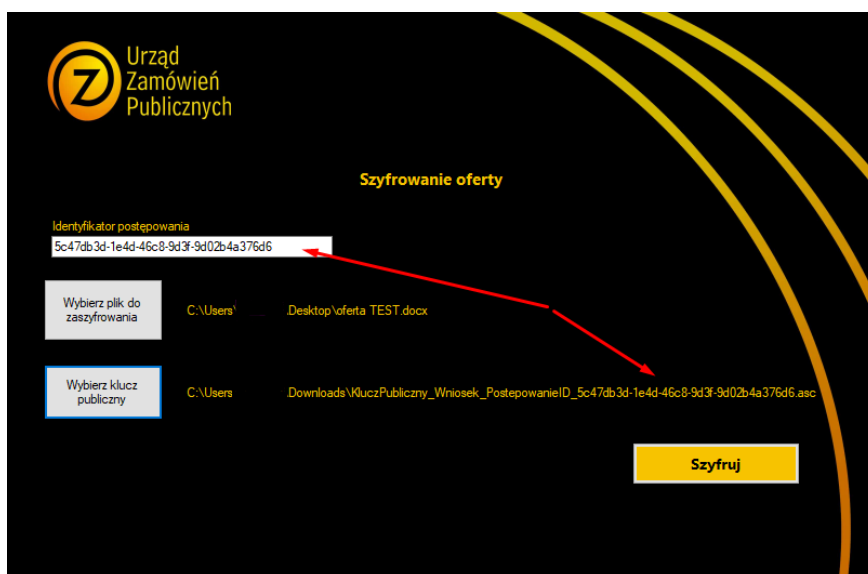 Urząd
Zamówień
Publicznych
Szyfrowanie oferty
Identyfikator postępowania
5c47db3d-1e4d-46c8-9d3f-9d02b4a376d6
Wybierz plik do
zaszyfrowania
C:\Users\ .Desktop\oferta TEST.docx
Wybierz klucz
publiczny
C:\Users .Downloads\KluczPubliczny_Wniosek_PostepowanieID_5c47db3d-1e4d-46c8-9d3f-9d02b4a376d6.asc
Szyfruj